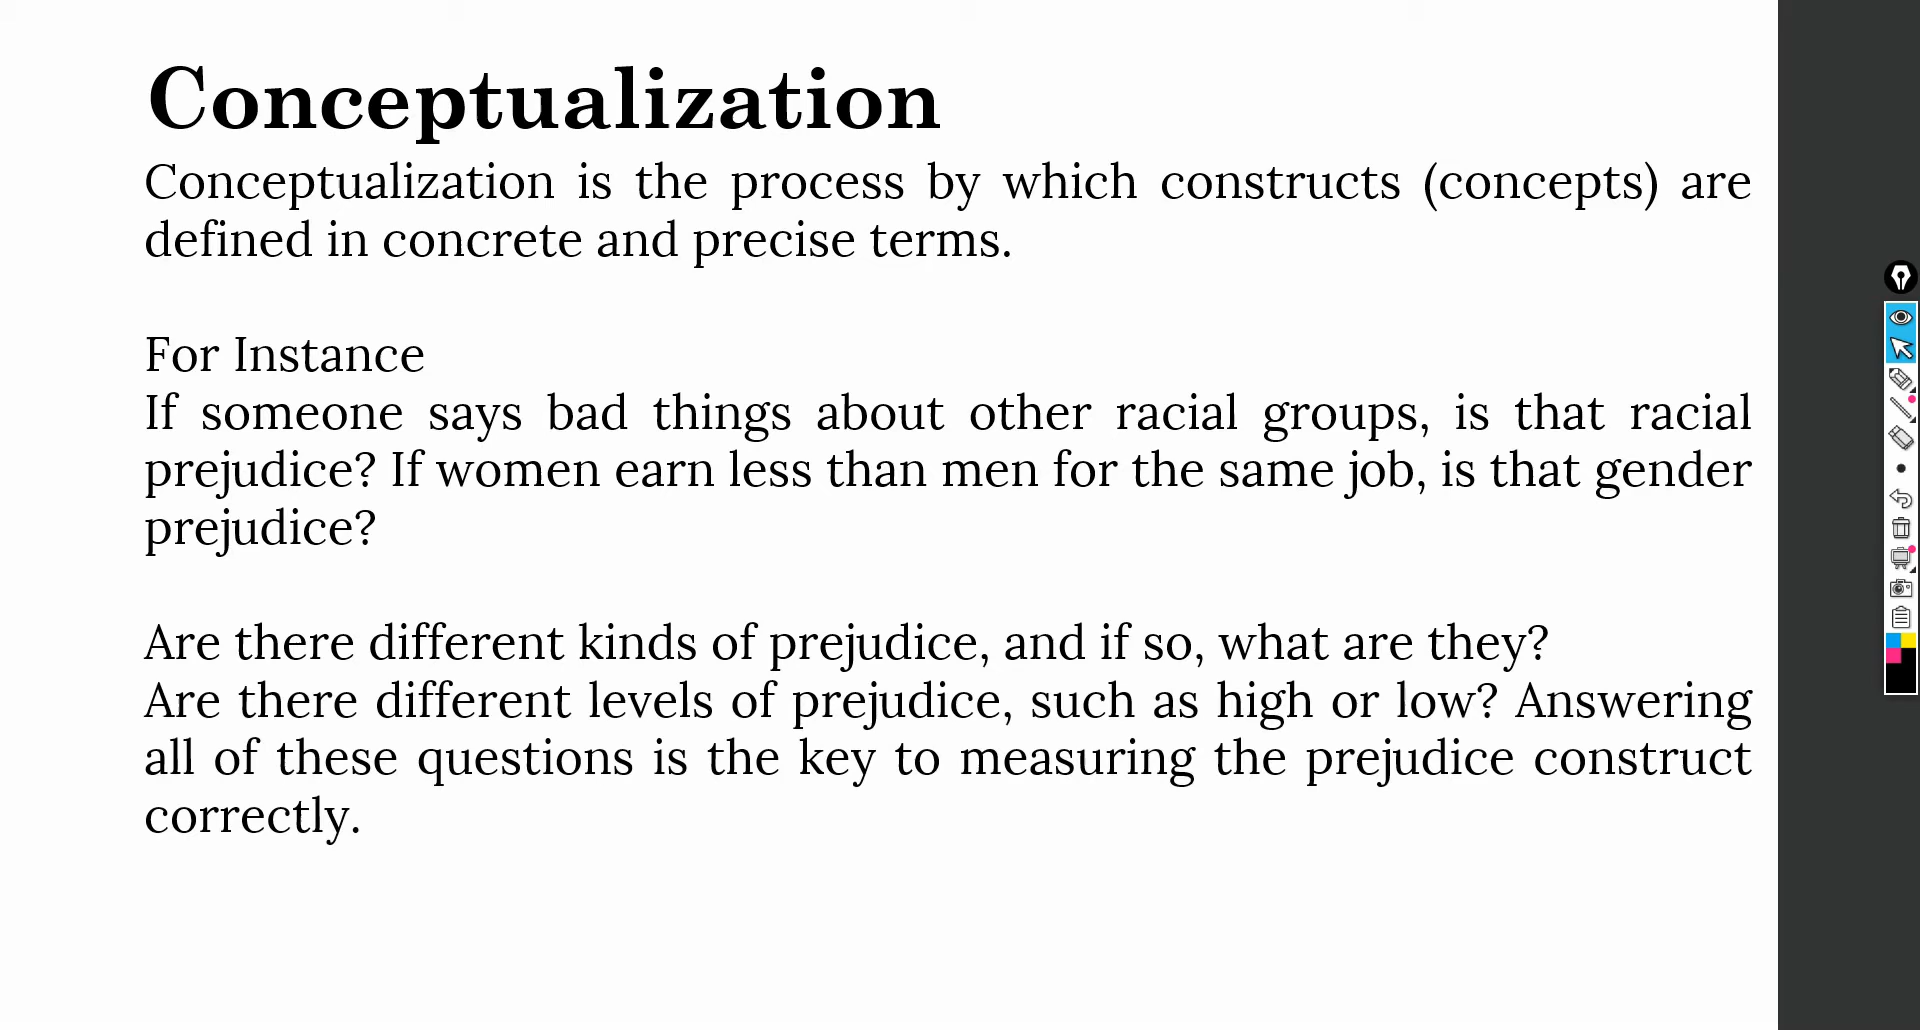 Conceptualization
Conceptualization is the process by which constructs (concepts) are
defined in concrete and precise terms.
For Instance
If someone says bad things about other racial groups, is that racial
prejudice? If women earn less than men for the same job, is that gender
prejudice?
Are there different kinds of prejudice, and if so, what are they?
Are there different levels of prejudice, such as high or low? Answering
all of these questions is the key to measuring the prejudice construct
correctly.